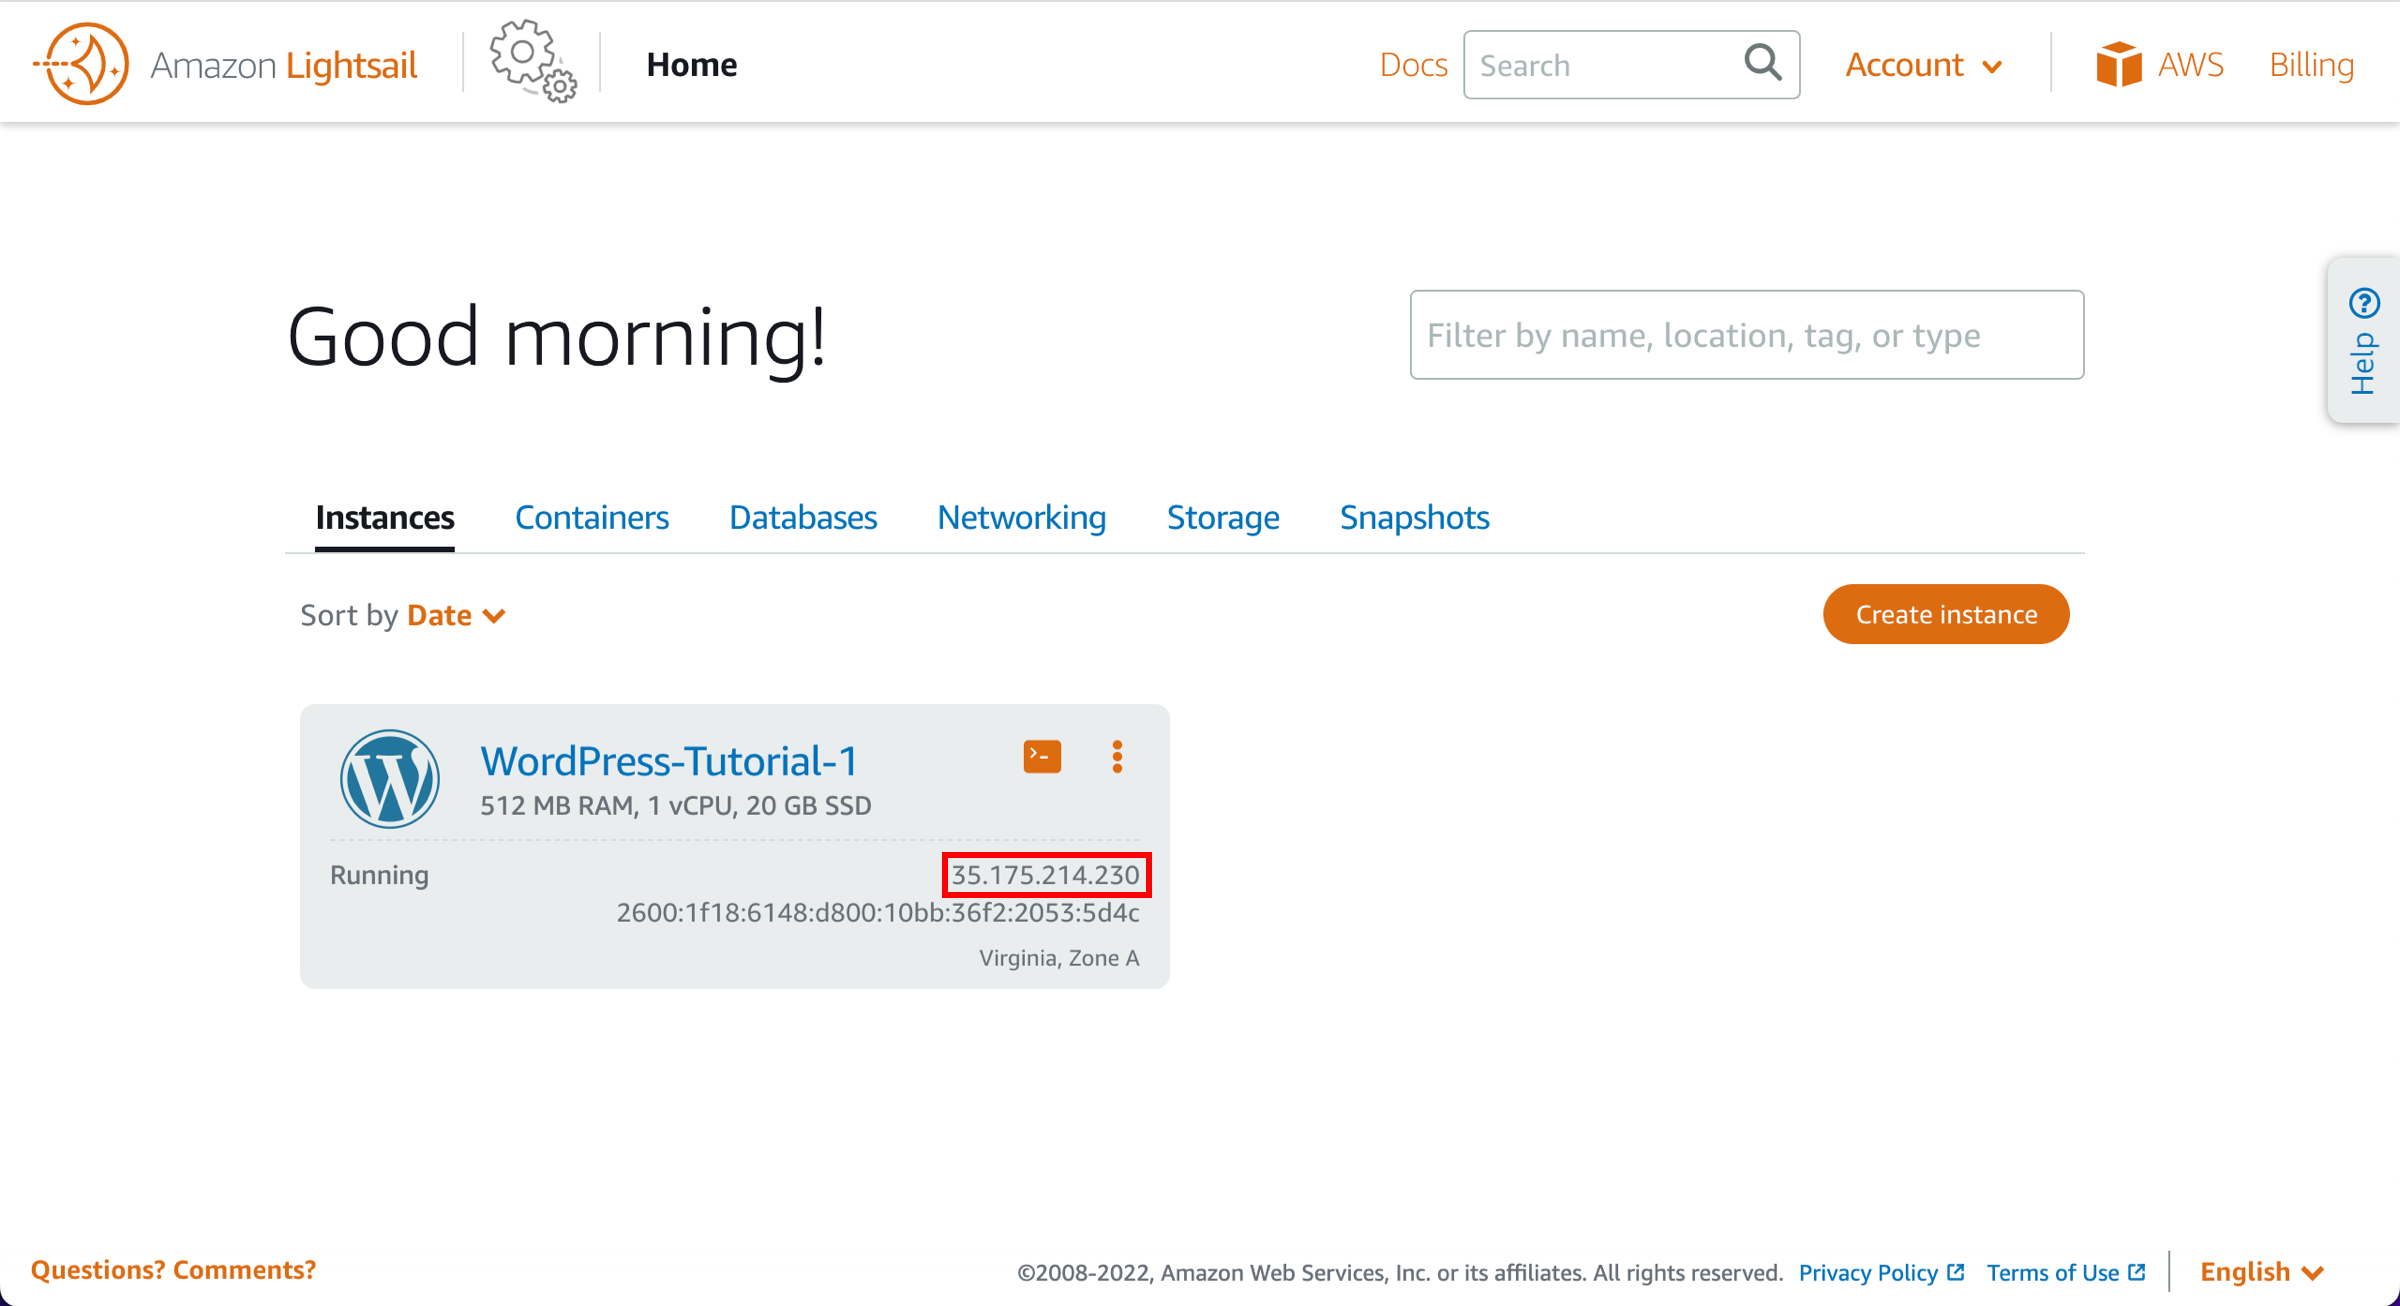 Amazon Lightsail
Home
Docs
Search
Account
AWS
Billing
Good morning!
Filter by name, location, tag, or type
? Help
Instances
Containers
Databases
Networking
Storage
Snapshots
Sort by Date
Create instance
WordPress-Tutorial-1
>-
512 MB RAM, 1 vCPU, 20 GB SSD
Running
35.175.214.230
2600:1f18:6148:d800:10bb:36f2:2053:5d4c
Virginia, Zone A
Questions? Comments?
©2008-2022, Amazon Web Services, Inc. or its affiliates. All rights reserved.
Privacy Policy
Terms of Use
English